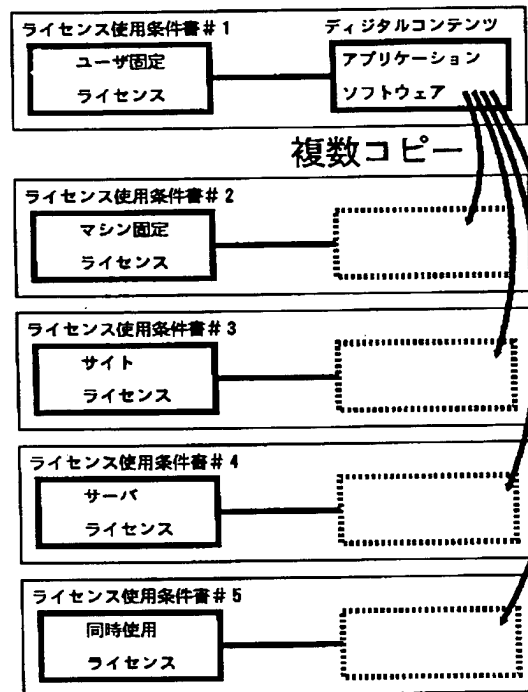 ライセンス使用条件書＃１
ディジタルコンテンツ
ユーザ固定
ライセンス
アプリケーション
ソフトウェア
複数コピー
ライセンス使用条件書＃２
マシン固定
ライセンス
ライセンス使用条件書＃３
サイト
ライセンス
ライセンス使用条件書＃４
サーバ
ライセンス
ライセンス使用条件書＃５
同時使用
ライセンス